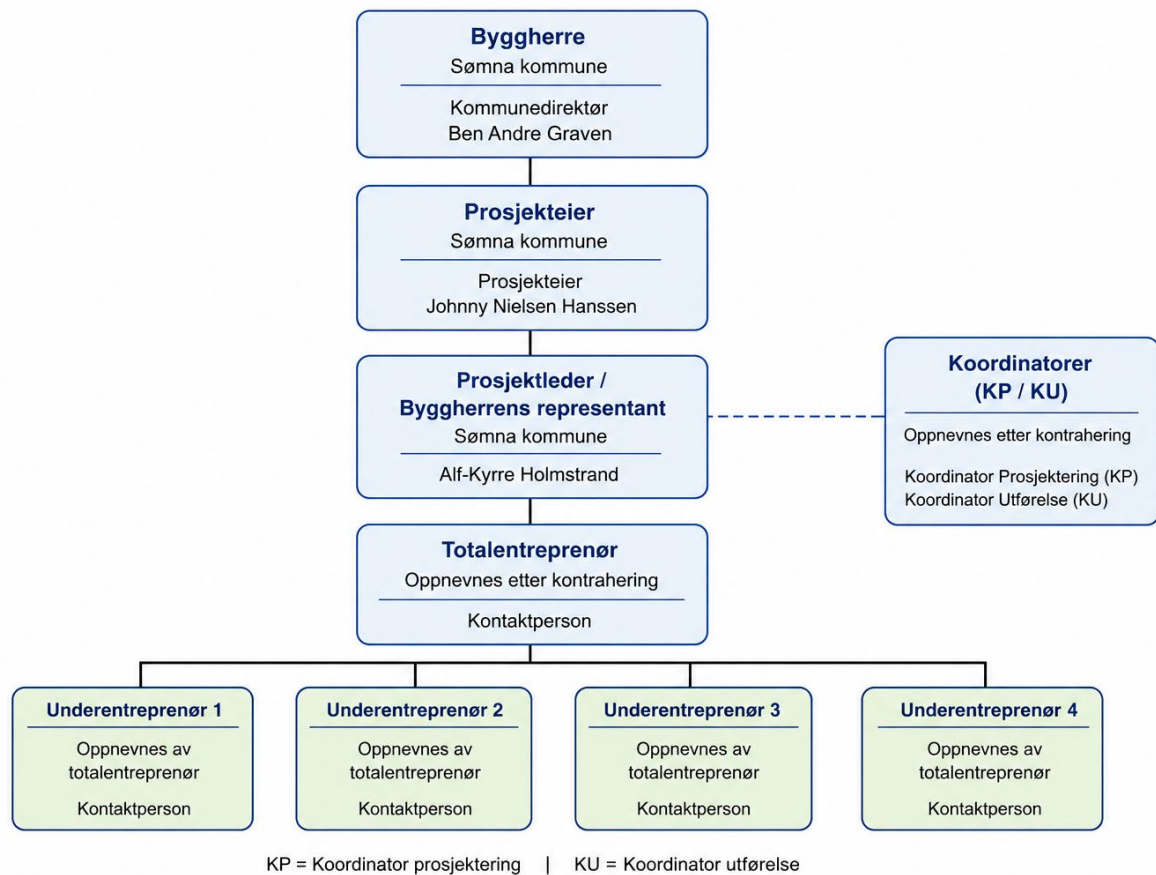 Byggherre
Sømna kommune
Kommunedirektør
Ben Andre Graven
Prosjekteier
Sømna kommune
Prosjekteier
Johnny Nielsen Hanssen
Prosjektleder /
Byggherrens representant
Sømna kommune
Alf-Kyrre Holmstrand
Koordinatorer
(KP / KU)
Oppnevnes etter kontrahering
Koordinator Prosjektering (KP)
Koordinator Utførelse (KU)
Totalentreprenør
Oppnevnes etter kontrahering
Kontaktperson
Underentreprenør 1
Oppnevnes av
totalentreprenør
Kontaktperson
Underentreprenør 2
Oppnevnes av
totalentreprenør
Kontaktperson
Underentreprenør 3
Oppnevnes av
totalentreprenør
Kontaktperson
Underentreprenør 4
Oppnevnes av
totalentreprenør
Kontaktperson
KP = Koordinator prosjektering | KU = Koordinator utførelse